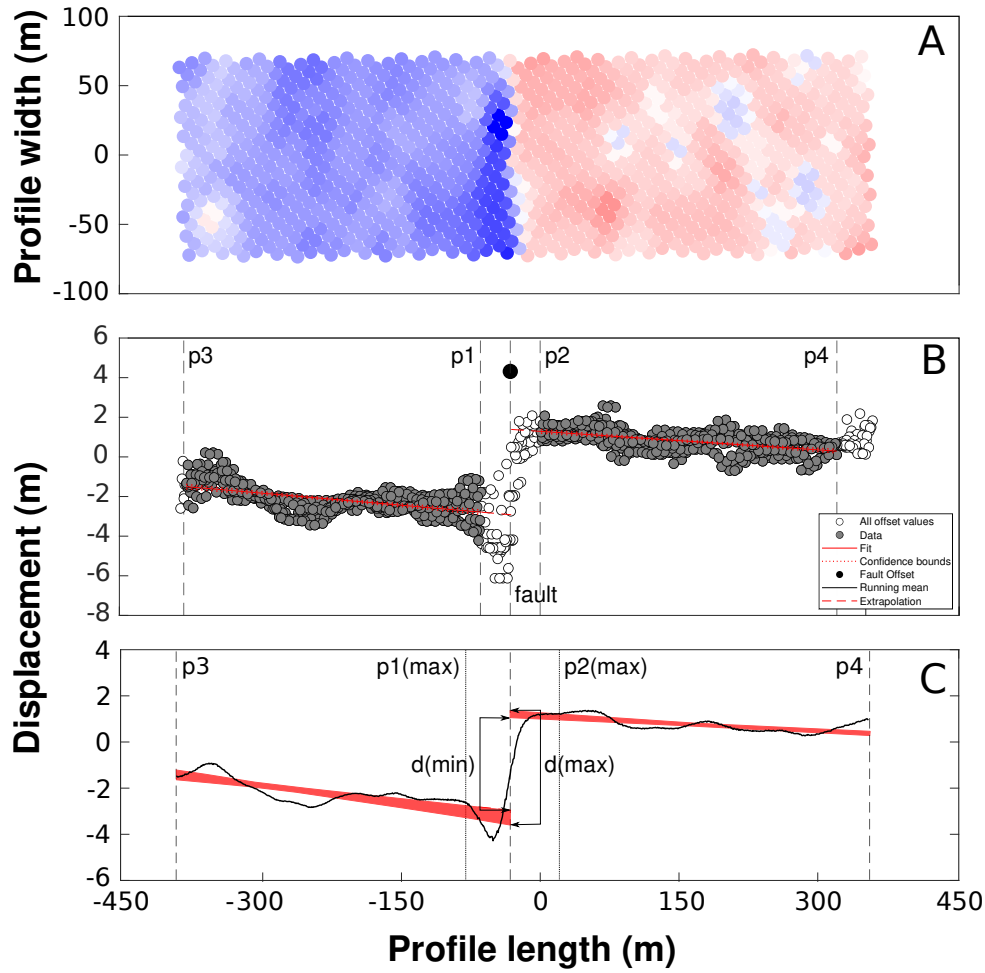 100
A
50
0
-50
-100
Profile width (m)
6
p3
p1
p2
p4
B
4
2
0
-2
-4
-6
-8
fault
All offset values
Data
Fit
Confidence bounds
Fault Offset
Running mean
Extrapolation
Displacement (m)
4
p3
p1(max)
p2(max)
p4
C
2
0
d(min)
d(max)
-2
-4
-6
-450
-300
-150
0
150
300
450
Profile length (m)